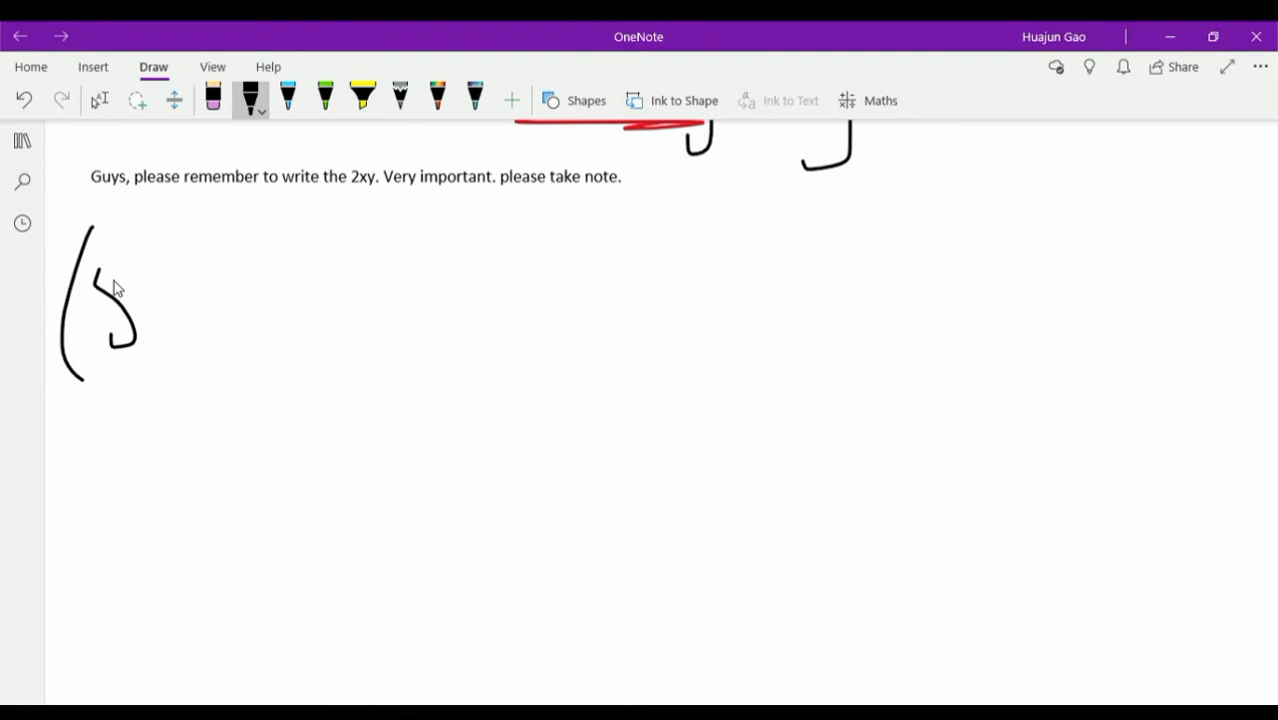 OneNote
Huajun Gao
Home Insert Draw View Help
Share
Shapes Ink to Shape Ink to Text Maths
Guys, please remember to write the 2xy. Very important. please take note.
(5